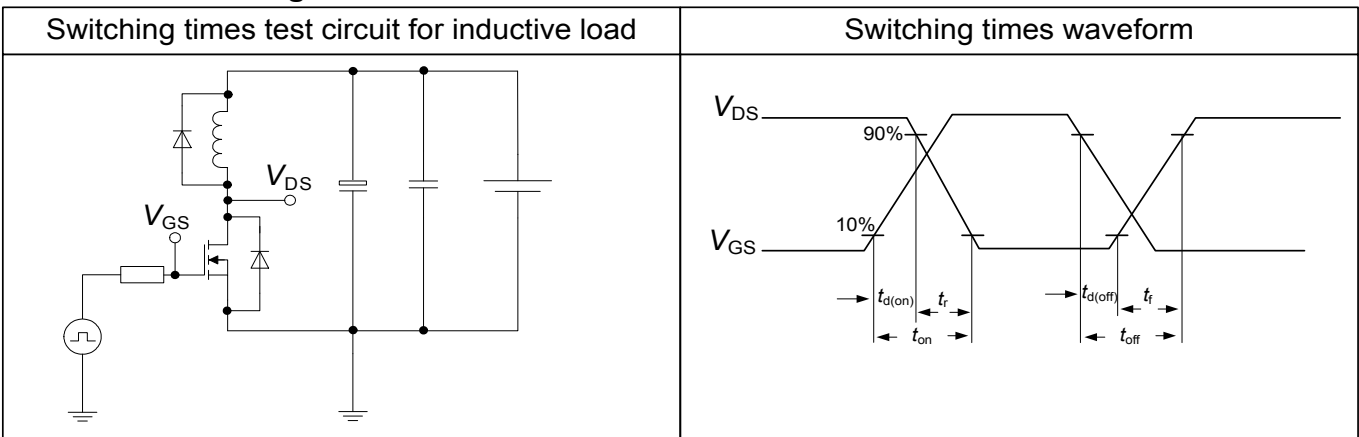 Switching times test circuit for inductive load
Switching times waveform
VDS
VGS
VDS
90%
10%
VGS
td(on)
tr
ton
td(off)
tf
toff